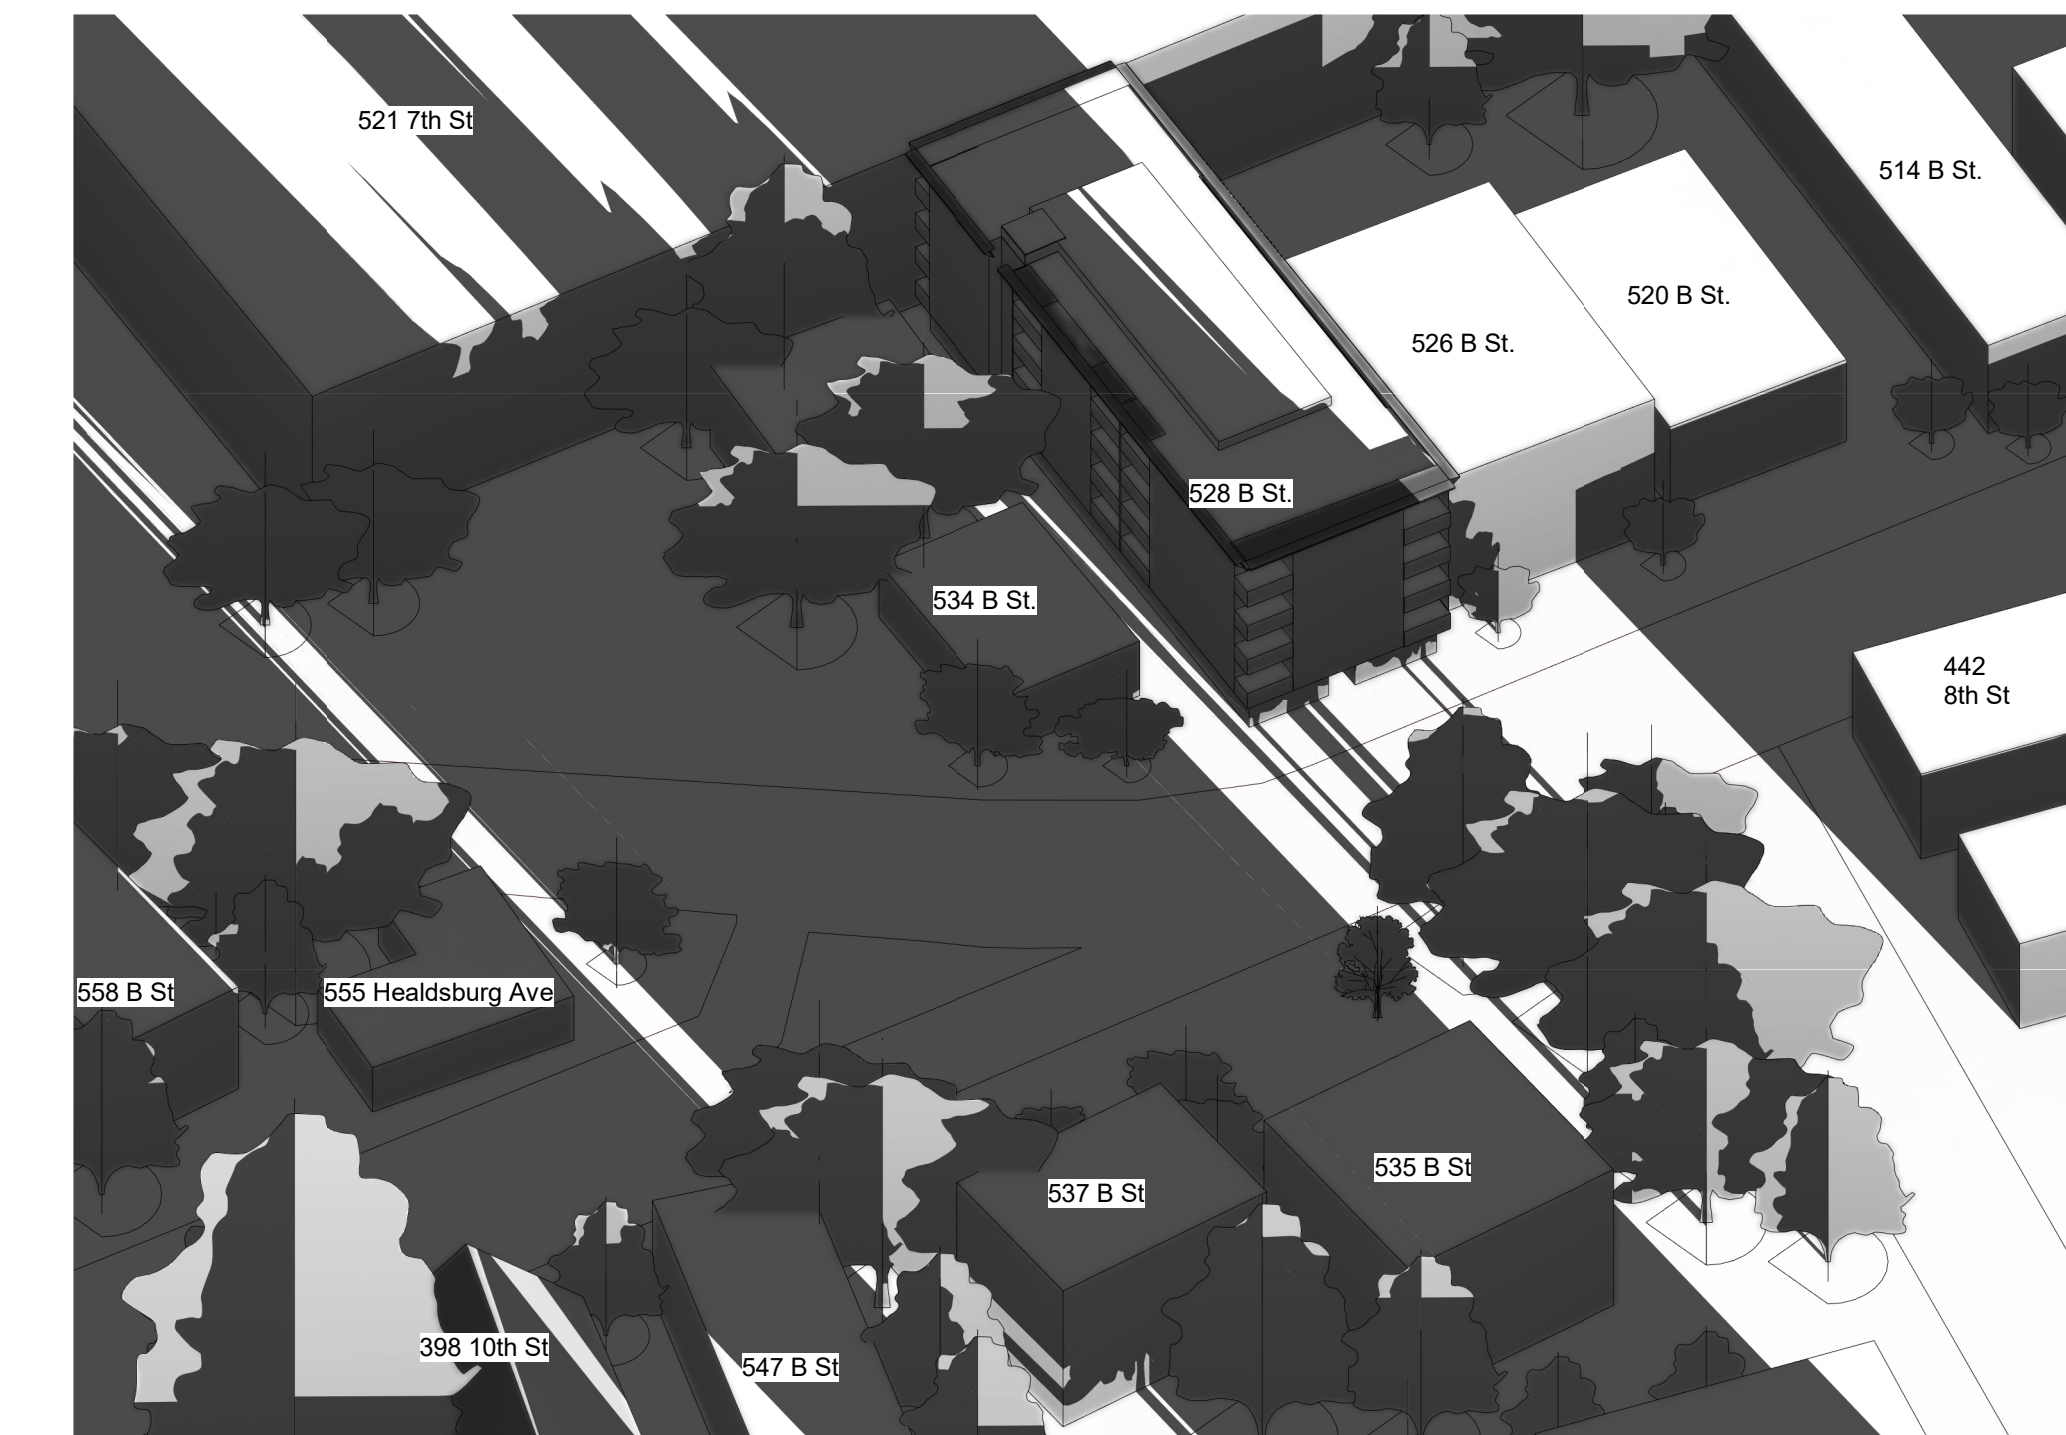 521 7th St
514 B St.
520 B St.
526 B St.
528 B St.
534 B St.
442
8th St
558 B St
555 Healdsburg Ave
535 B St
537 B St
398 10th St
547 B St